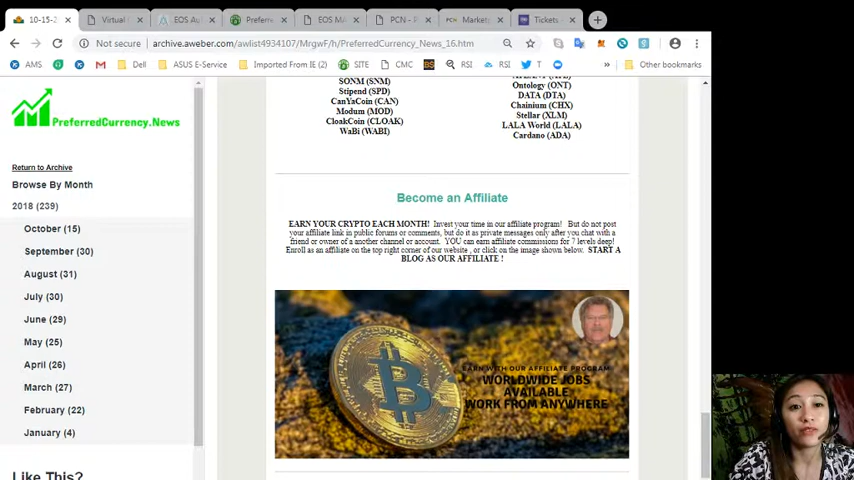 10-15-2
Virtual C
EOS Au
Preferre
EOS MA
PCN - P
Markets
Tickets
Not secure
archive.aweber.com/awlist4934107/MrgwF/h/PreferredCurrency_News_16.htm
AMS
Dell
ASUS E-Service
Imported From IE (2)
SITE
CMC
BS
RSi
RSi
T
Other bookmarks
PreferredCurrency.News
Return to Archive
Browse By Month
2018 (239)
October (15)
September (30)
August (31)
July (30)
June (29)
May (25)
April (26)
March (27)
February (22)
January (4)
Like This?
SONM (SNM)
Stipend (SPD)
CanYaCoin (CAN)
Modum (MOD)
CloakCoin (CLOAK)
WaBi (WABI)
Ontology (ONT)
DATA (DTA)
Chainium (CHX)
Stellar (XLM)
LALA World (LALA)
Cardano (ADA)
Become an Affiliate
EARN YOUR CRYPTO EACH MONTH! Invest your time in our affiliate program! But do not post
your affiliate link in public forums or comments, but do it as private messages only after you chat with a
friend or owner of a another channel or account. YOU can earn affiliate commissions for 7 levels deep!
Enroll as an affiliate on the top right corner of our website , or click on the image shown below. START A
BLOG AS OUR AFFILIATE !
EARN WITH OUR AFFILIATE PROGRAM
WORLDWIDE JOBS
AVAILABLE
WORK FROM ANYWHERE